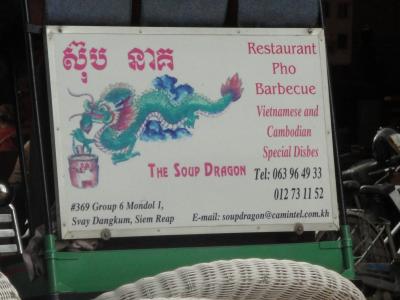 ស៊ុប នាគ
Restaurant
Pho
Barbecue
Vietnamese and
Cambodian
Special Disbes
THE SOUP DRAGON
Tel: 063 96 49 33
012 73 11 52
#369 Group 6 Mondol 1,
Svay Dangkum, Siem Reap
E-mail: soupdragon@camintel.com.kh